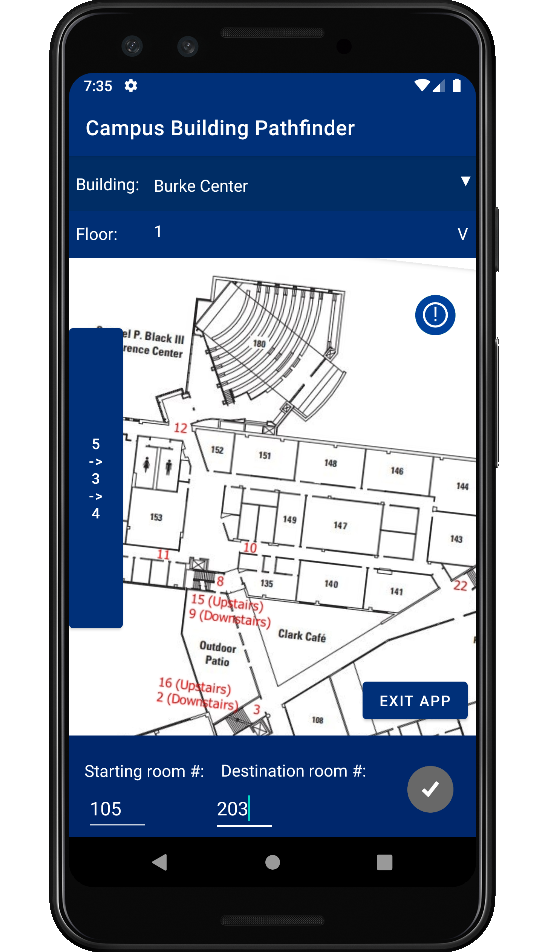 7:35
Campus Building Pathfinder
Building: Burke Center
Floor: 1 V
el P. Black III
rence Center
180
12
152
151
148
146
144
5
->
3
->
4
153
149
147
143
11
10
8
135
140
141
22
15 (Upstairs)
9 (Downstairs)
Clark Café
Outdoor
Patio
16 (Upstairs)
2 (Downstairs)
3
108
EXIT APP
Starting room #: Destination room #:
105 203